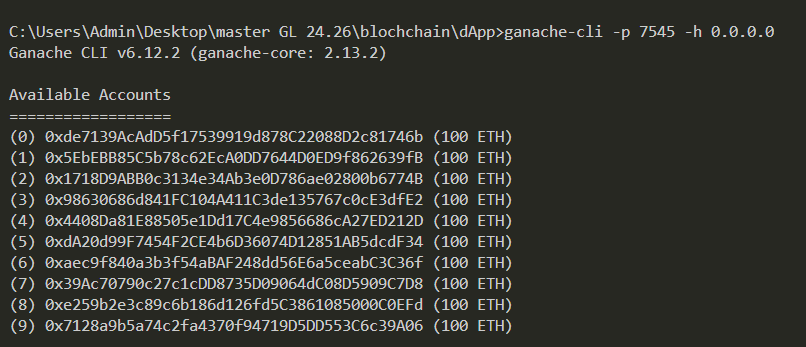 C:\Users\Admin\Desktop\master GL 24.26\blochchain\dApp>ganache-cli -p 7545 -h 0.0.0.0
Ganache CLI v6.12.2 (ganache-core: 2.13.2)
Available Accounts
==================
(0) 0xde7139AcAdD5f17539919d878C22088D2c81746b (100 ETH)
(1) 0x5EbEBB85C5b78c62EcA0DD7644D0ED9f862639fB (100 ETH)
(2) 0x1718D9ABB0c3134e34Ab3e0D786ae02800b6774B (100 ETH)
(3) 0x98630686d841FC104A411C3de135767c0cE3dfE2 (100 ETH)
(4) 0x4408Da81E88505e1Dd17C4e9856686cA27ED212D (100 ETH)
(5) 0xdA20d99F7454F2CE4b6D36074D12851AB5dcdF34 (100 ETH)
(6) 0xaec9f840a3b3f54aBAF248dd56E6a5ceabC3C36f (100 ETH)
(7) 0x39Ac70790c27c1cDD8735D09064dC08D5909C7D8 (100 ETH)
(8) 0xe259b2e3c89c6b186d126fd5C3861085000C0EFd (100 ETH)
(9) 0x7128a9b5a74c2fa4370f94719D5DD553C6c39A06 (100 ETH)